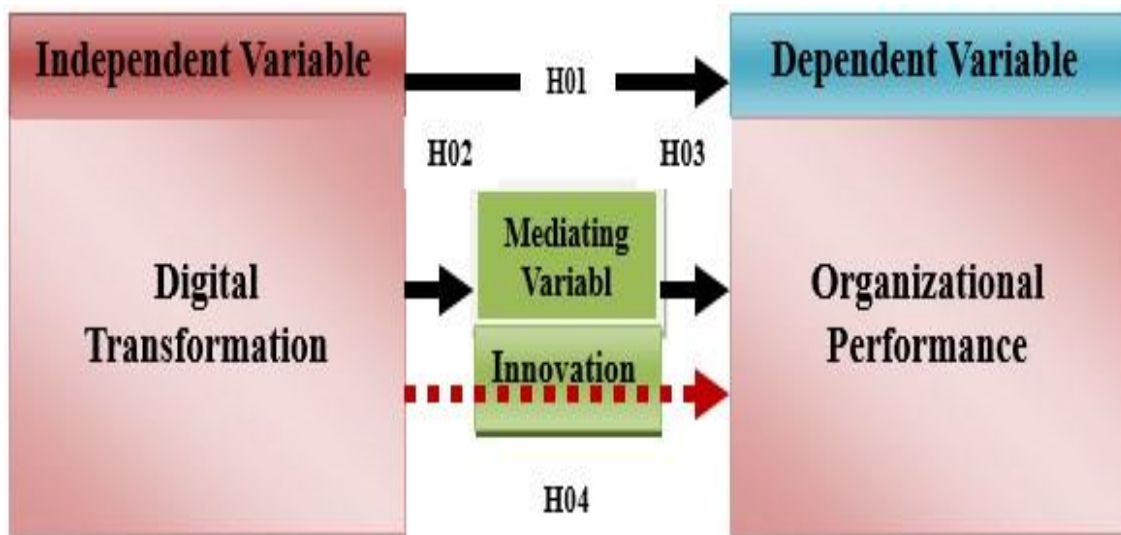 Independent Variable
H01
Dependent Variable
H02
H03
Mediating
Variabl
Digital
Transformation
Organizational
Performance
Innovation
H04